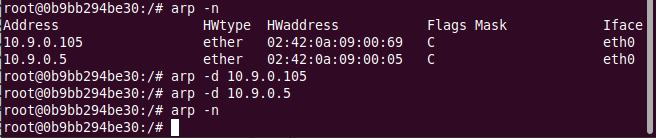 root@0b9bb294be30:/# arp -n
Address                  HWtype  HWaddress           Flags Mask            Iface
10.9.0.105               ether   02:42:0a:09:00:69   C                     eth0
10.9.0.5                 ether   02:42:0a:09:00:05   C                     eth0
root@0b9bb294be30:/# arp -d 10.9.0.105
root@0b9bb294be30:/# arp -d 10.9.0.5
root@0b9bb294be30:/# arp -n
root@0b9bb294be30:/#